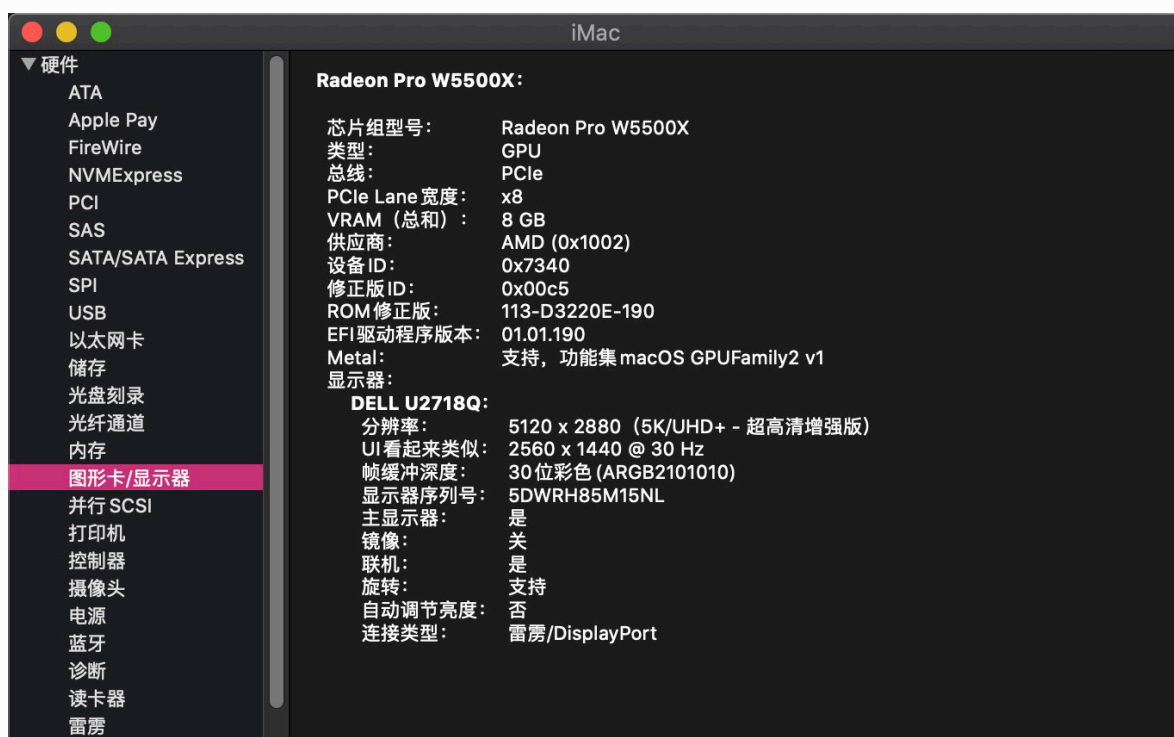 iMac
硬件
ATA
Apple Pay
FireWire
NVMExpress
PCI
SAS
SATA/SATA Express
SPI
USB
以太网卡
储存
光盘刻录
光纤通道
内存
图形卡/显示器
并行SCSI
打印机
控制器
摄像头
电源
蓝牙
诊断
读卡器
雷雳
Radeon Pro W5500X：
芯片组型号： Radeon Pro W5500X
类型： GPU
总线： PCIe
PCIe Lane宽度： x8
VRAM（总和）： 8 GB
供应商： AMD (0x1002)
设备ID： 0x7340
修正版ID： 0x00c5
ROM修正版： 113-D3220E-190
EFI驱动程序版本： 01.01.190
Metal： 支持，功能集macOS GPUFamily2 v1
显示器：
DELL U2718Q：
分辨率： 5120 x 2880（5K/UHD+ - 超高清增强版）
UI看起来类似： 2560 x 1440 @ 30 Hz
帧缓冲深度： 30位彩色(ARGB2101010)
显示器序列号： 5DWRH85M15NL
主显示器： 是
镜像： 关
联机： 是
旋转： 支持
自动调节亮度： 否
连接类型： 雷雳/DisplayPort